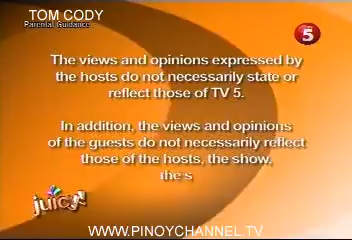 TOM CODY
Parental Guidance
5
The views and opinions expressed by
the hosts do not necessarily state or
reflect those of TV 5.
In addition, the views and opinions
of the guests do not necessarily reflect
those of the hosts, the show.
the s
juicy!
WWW.PINOYCHANNEL.TV